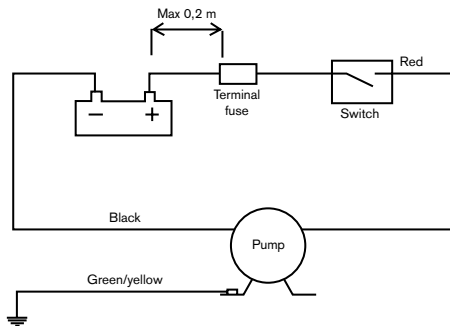 Max 0,2 m
Red
Terminal
fuse
Switch
− +
Black
Pump
Green/yellow